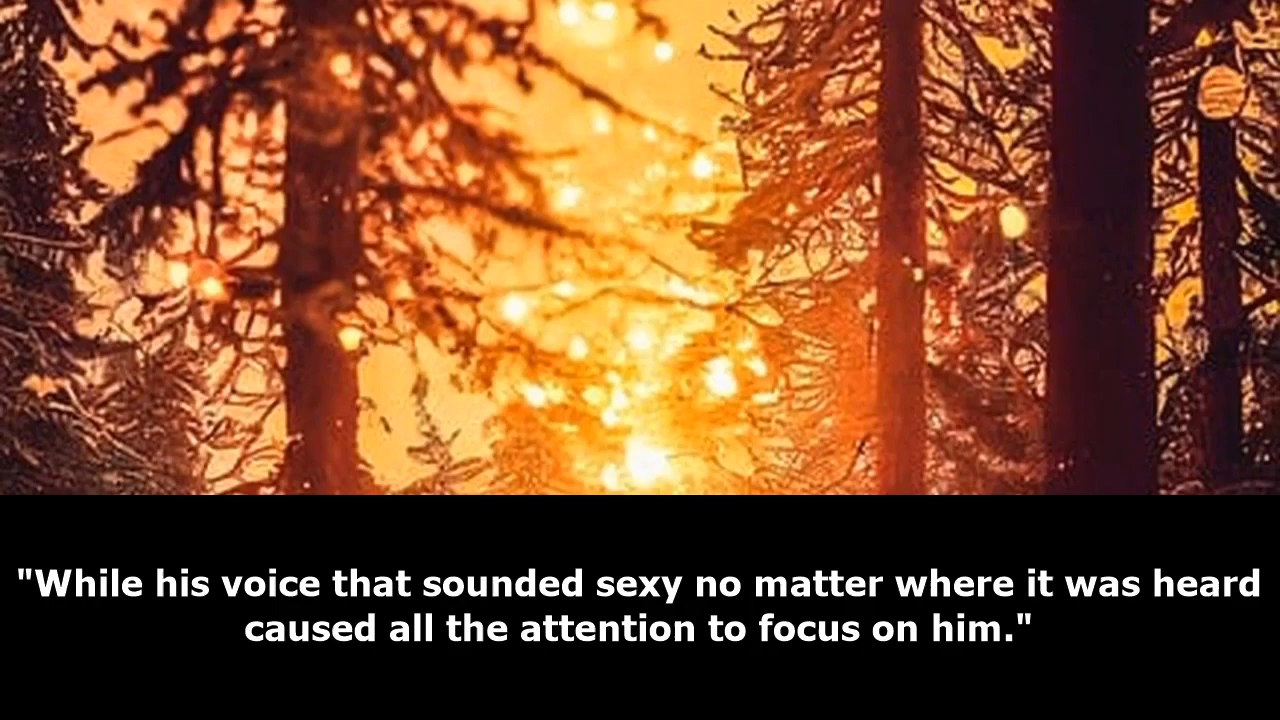 "While his voice that sounded sexy no matter where it was heard
caused all the attention to focus on him."